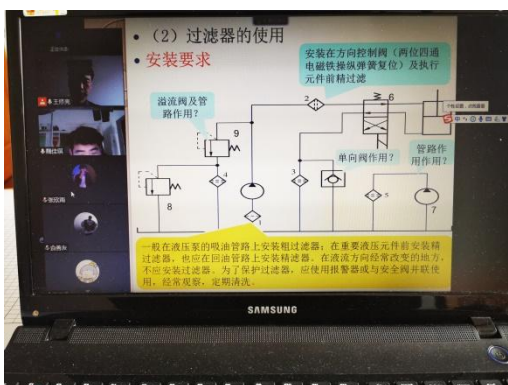 • (2) 过滤器的使用
• 安装要求
安装在方向控制阀（两位四通
电磁铁操纵弹簧复位）及执行
元件前精过滤
溢流阀及管
路作用？
2
6
9
单向阀作用？
管路作
用作用？
4
3
5
8
1
7
一般在液压泵的吸油管路上安装粗过滤器；在重要液压元件前安装精
过滤器，也应在回油管路上安装精滤器。在液流方向经常改变的地方，
不应安装过滤器。为了保护过滤器，应使用报警器或与安全阀并联使
用，经常观察，定期清洗。
SAMSUNG